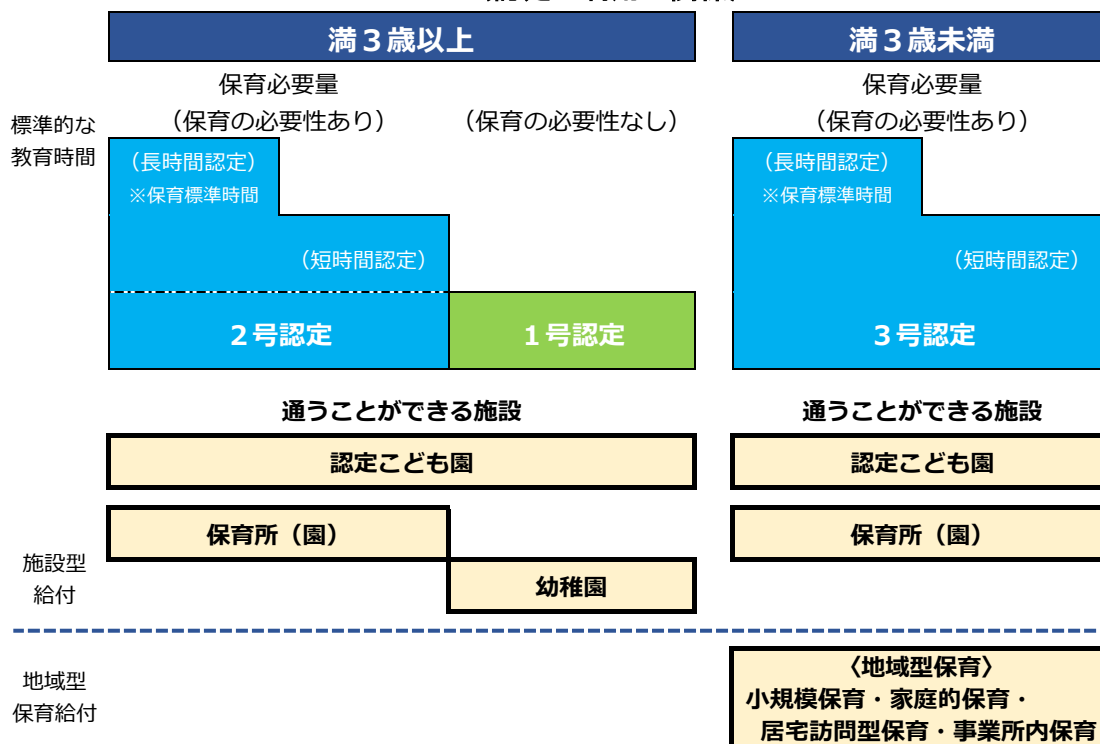 満３歳以上
満３歳未満
保育必要量
（保育の必要性あり）
（保育の必要性なし）
保育必要量
（保育の必要性あり）
標準的な
教育時間
（長時間認定）
※保育標準時間
（短時間認定）
２号認定
１号認定
（長時間認定）
※保育標準時間
（短時間認定）
３号認定
通うことができる施設
通うことができる施設
認定こども園
認定こども園
保育所（園）
保育所（園）
幼稚園
施設型
給付
地域型
保育給付
〈地域型保育〉
小規模保育・家庭的保育・
居宅訪問型保育・事業所内保育